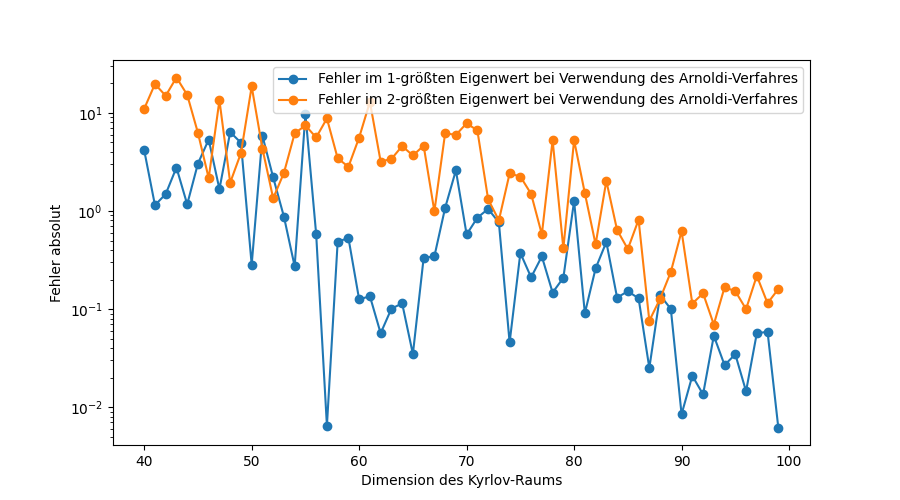 Fehler im 1-größten Eigenwert bei Verwendung des Arnoldi-Verfahres
Fehler im 2-größten Eigenwert bei Verwendung des Arnoldi-Verfahres
Fehler absolut
10¹
10⁰
10⁻¹
10⁻²
40 50 60 70 80 90 100
Dimension des Kyrlov-Raums